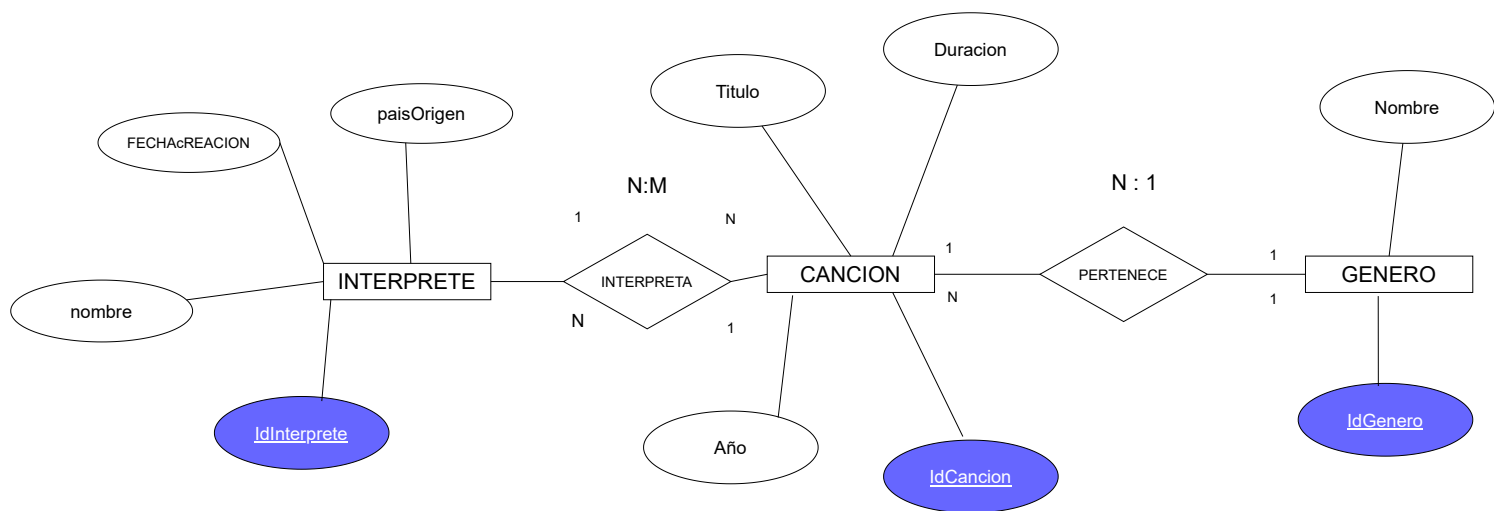 Duracion
Titulo
Nombre
paisOrigen
FECHAcREACION
N:M
N : 1
1
N
INTERPRETE
INTERPRETA
CANCION
1
N
PERTENECE
1
1
GENERO
nombre
N
1
IdInterprete
Año
IdCancion
IdGenero